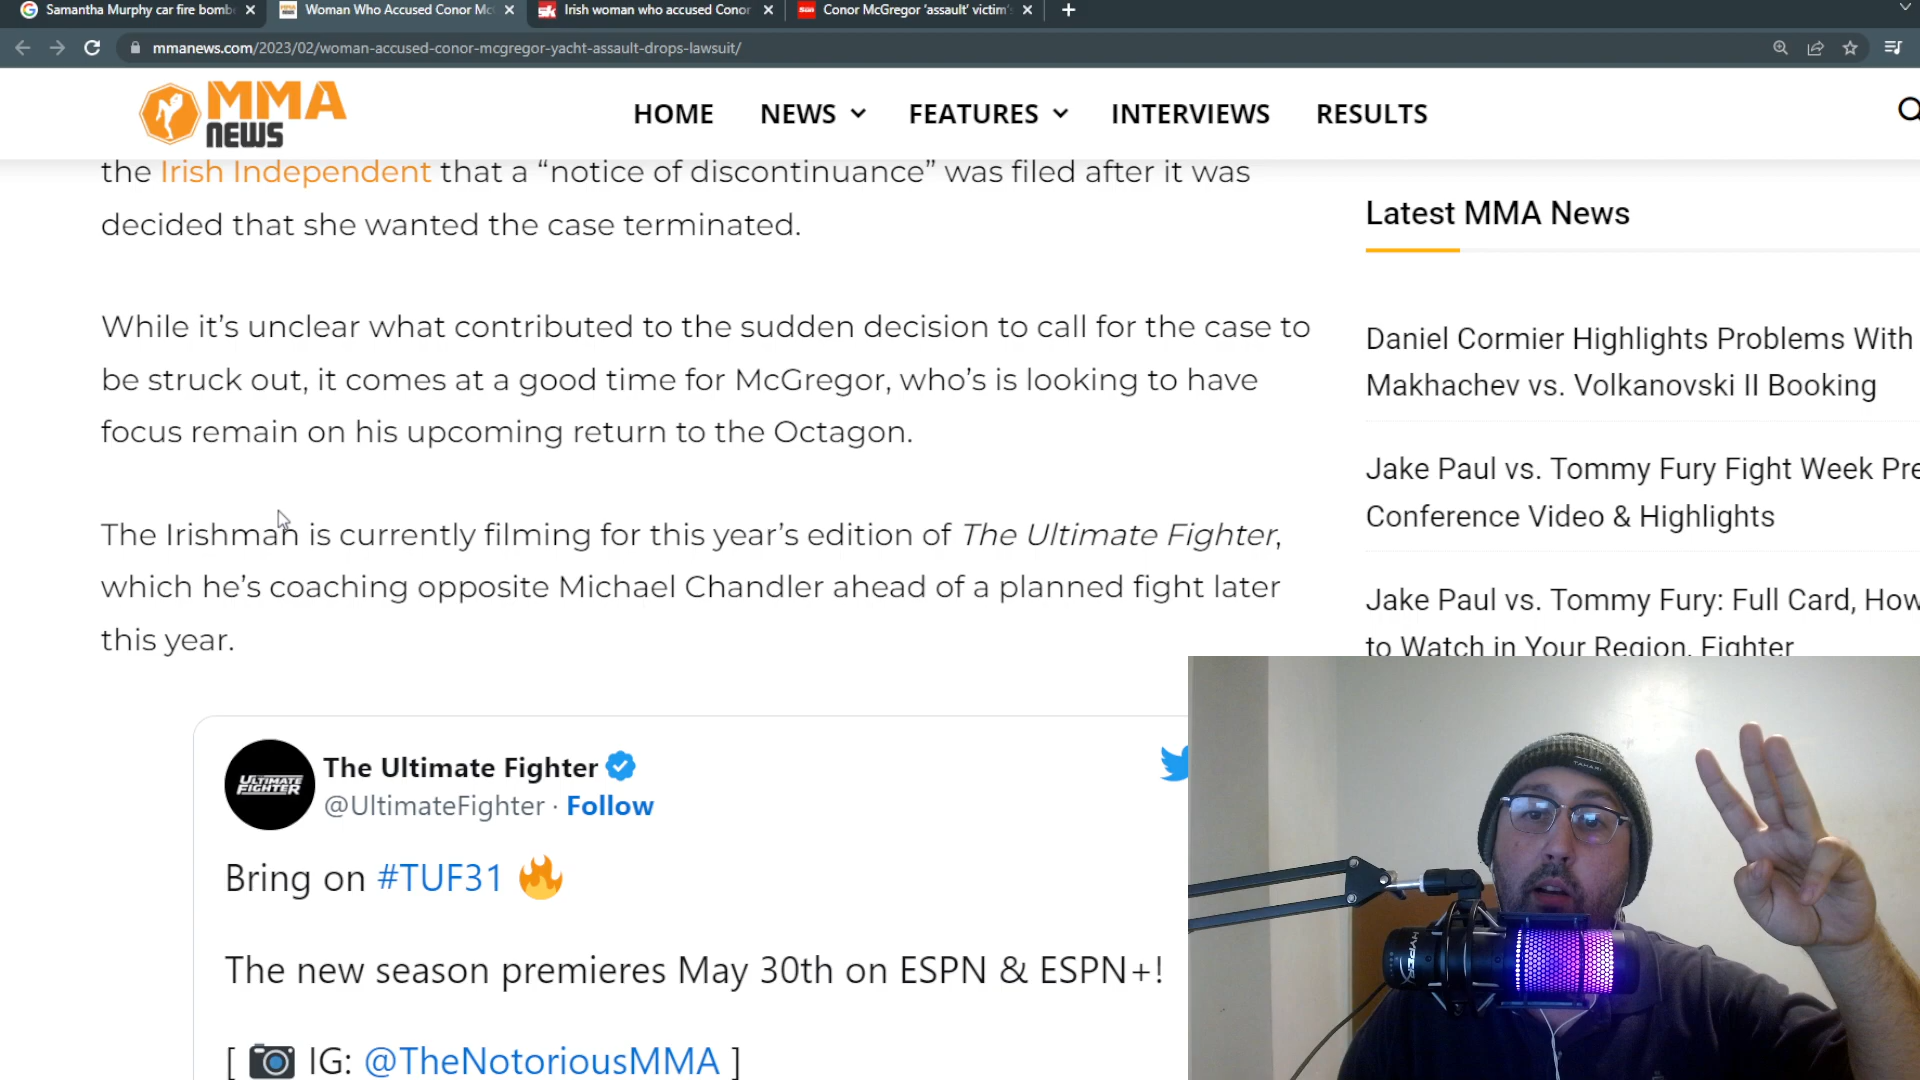 Samantha Murphy car fire bomb
Woman Who Accused Conor Mc
Irish woman who accused Conor
Conor McGregor 'assault' victim's
mmanews.com/2023/02/woman-accused-conor-mcgregor-yacht-assault-drops-lawsuit/
MMA
NEWS
HOME
NEWS
FEATURES
INTERVIEWS
RESULTS
the Irish Independent that a “notice of discontinuance” was filed after it was
decided that she wanted the case terminated.
While it’s unclear what contributed to the sudden decision to call for the case to
be struck out, it comes at a good time for McGregor, who’s is looking to have
focus remain on his upcoming return to the Octagon.
The Irishman is currently filming for this year’s edition of The Ultimate Fighter,
which he’s coaching opposite Michael Chandler ahead of a planned fight later
this year.
ULTIMATE
FIGHTER
The Ultimate Fighter
@UltimateFighter · Follow
Bring on #TUF31 🔥
The new season premieres May 30th on ESPN & ESPN+!
[ 📷 IG: @TheNotoriousMMA ]
Latest MMA News
Daniel Cormier Highlights Problems With
Makhachev vs. Volkanovski II Booking
Jake Paul vs. Tommy Fury Fight Week Pre
Conference Video & Highlights
Jake Paul vs. Tommy Fury: Full Card, How
to Watch in Your Region, Fighter
TAHARI
HYPERX